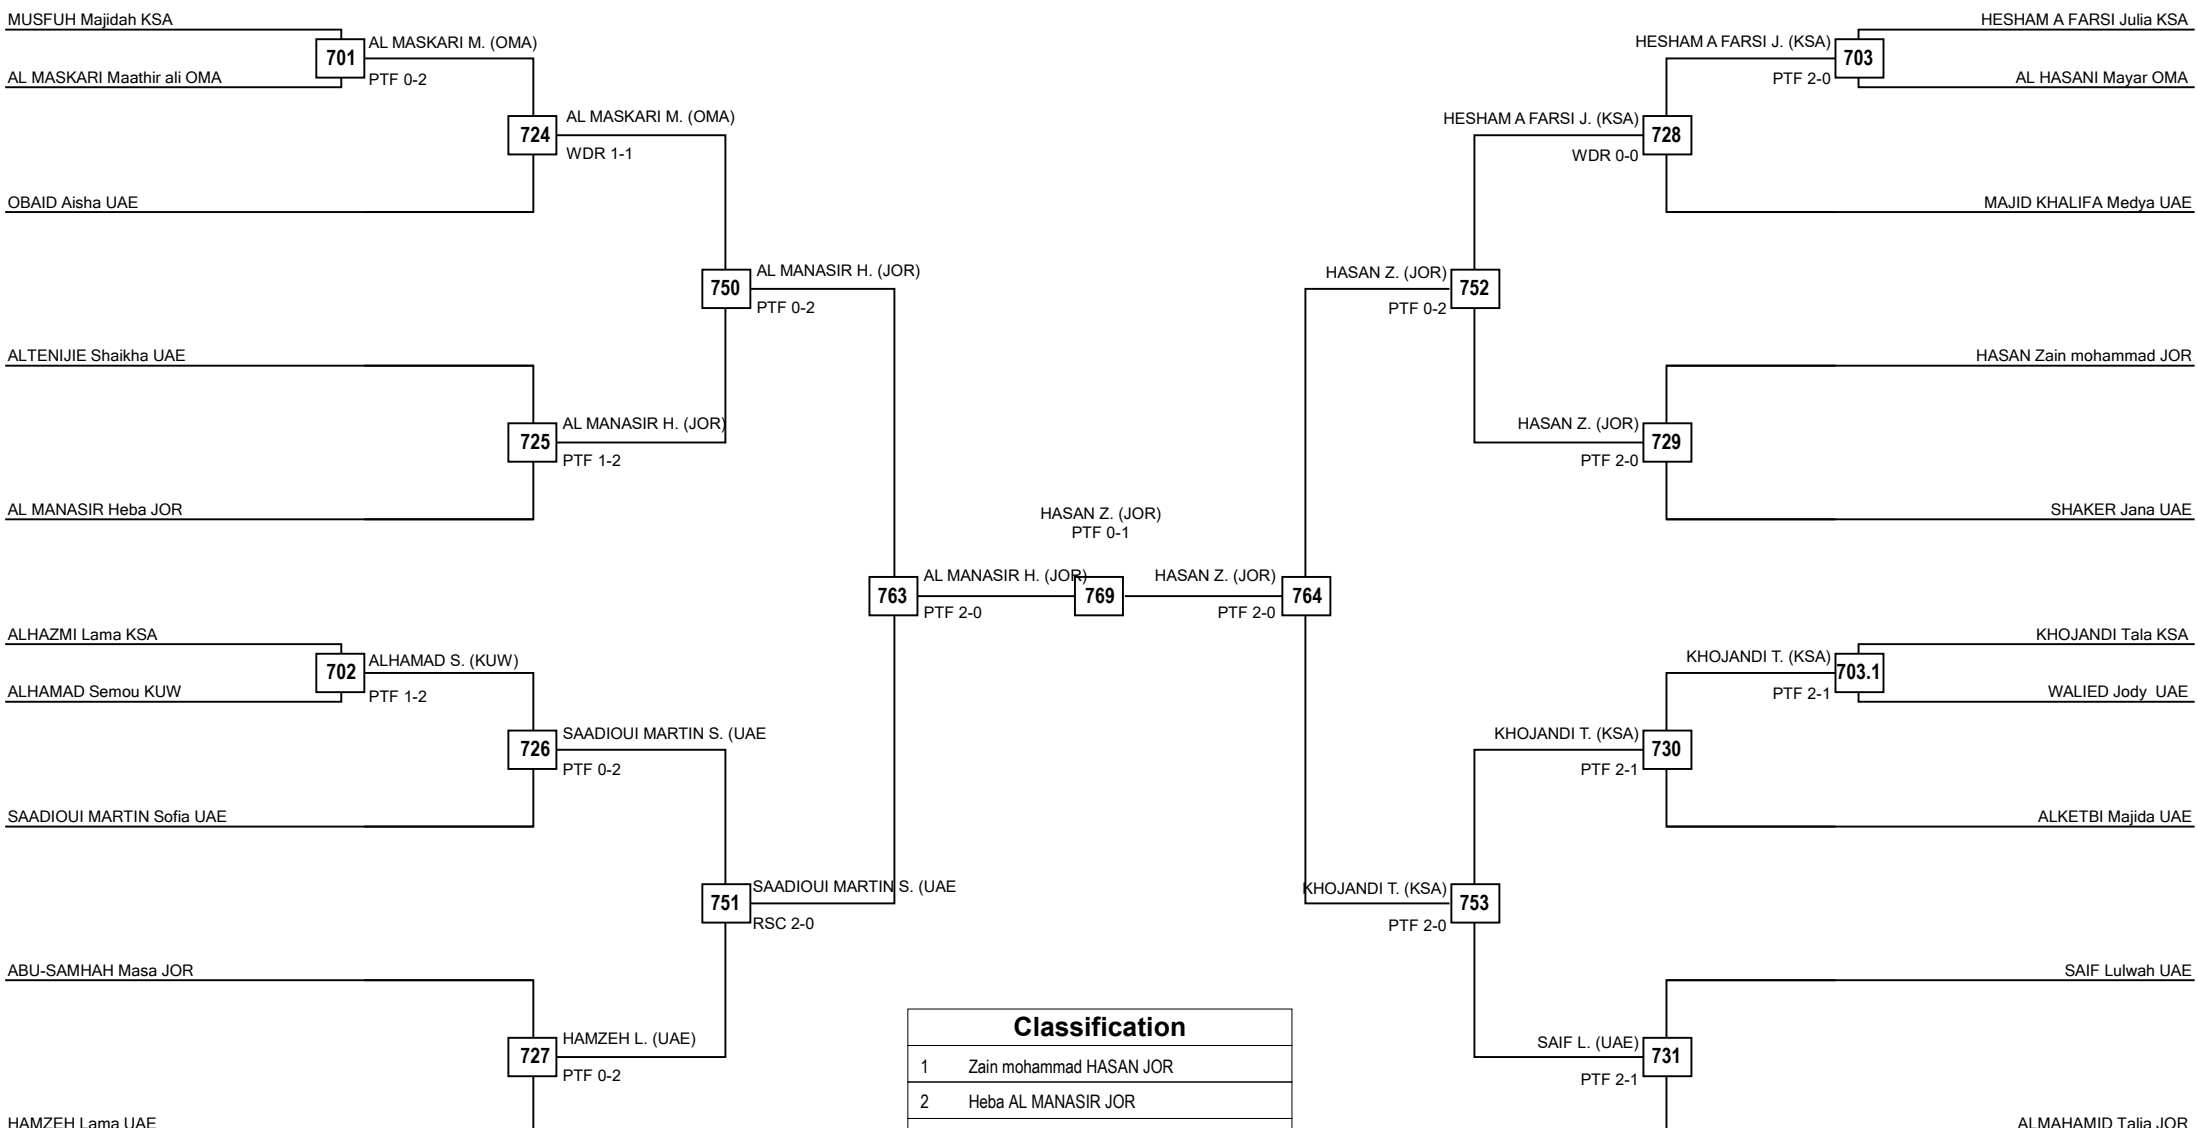 MUSFUH Majidah KSA
701
AL MASKARI M. (OMA)
PTF 0-2
AL MASKARI Maathir ali OMA
724
AL MASKARI M. (OMA)
WDR 1-1
OBAID Aisha UAE
750
AL MANASIR H. (JOR)
PTF 0-2
ALTENIJIE Shaikha UAE
725
AL MANASIR H. (JOR)
PTF 1-2
AL MANASIR Heba JOR
763
AL MANASIR H. (JOR)
PTF 2-0
ALHAZMI Lama KSA
702
ALHAMAD S. (KUW)
PTF 1-2
ALHAMAD Semou KUW
726
SAADIOUI MARTIN S. (UAE
PTF 0-2
SAADIOUI MARTIN Sofia UAE
751
SAADIOUI MARTIN S. (UAE
RSC 2-0
ABU-SAMHAH Masa JOR
727
HAMZEH L. (UAE)
PTF 0-2
HAMZEH Lama UAE
HASAN Z. (JOR)
PTF 0-1
769
HESHAM A FARSI Julia KSA
HESHAM A FARSI J. (KSA)
703
PTF 2-0
AL HASANI Mayar OMA
HESHAM A FARSI J. (KSA)
728
WDR 0-0
MAJID KHALIFA Medya UAE
HASAN Z. (JOR)
752
PTF 0-2
HASAN Zain mohammad JOR
HASAN Z. (JOR)
729
PTF 2-0
SHAKER Jana UAE
HASAN Z. (JOR)
764
PTF 2-0
KHOJANDI Tala KSA
KHOJANDI T. (KSA)
703.1
PTF 2-1
WALIED Jody UAE
KHOJANDI T. (KSA)
730
PTF 2-1
ALKETBI Majida UAE
KHOJANDI T. (KSA)
753
PTF 2-0
SAIF Lulwah UAE
SAIF L. (UAE)
731
PTF 2-1
ALMAHAMID Talia JOR
Classification
1 Zain mohammad HASAN JOR
2 Heba AL MANASIR JOR